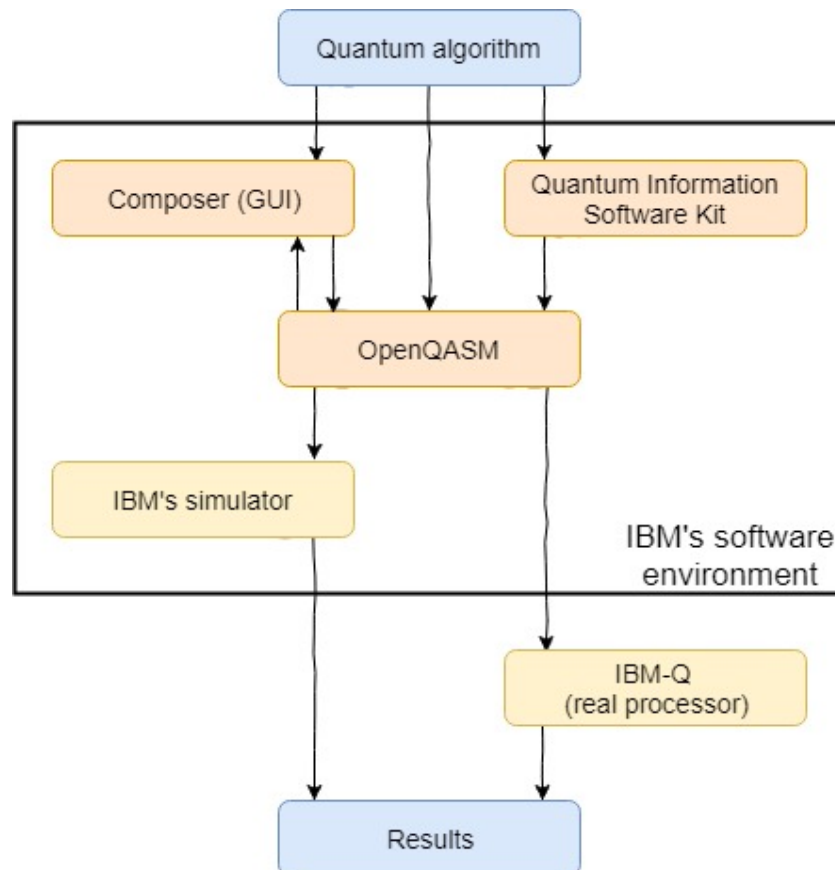 Quantum algorithm
Composer (GUI)
Quantum Information
Software Kit
OpenQASM
IBM's simulator
IBM's software
environment
IBM-Q
(real processor)
Results